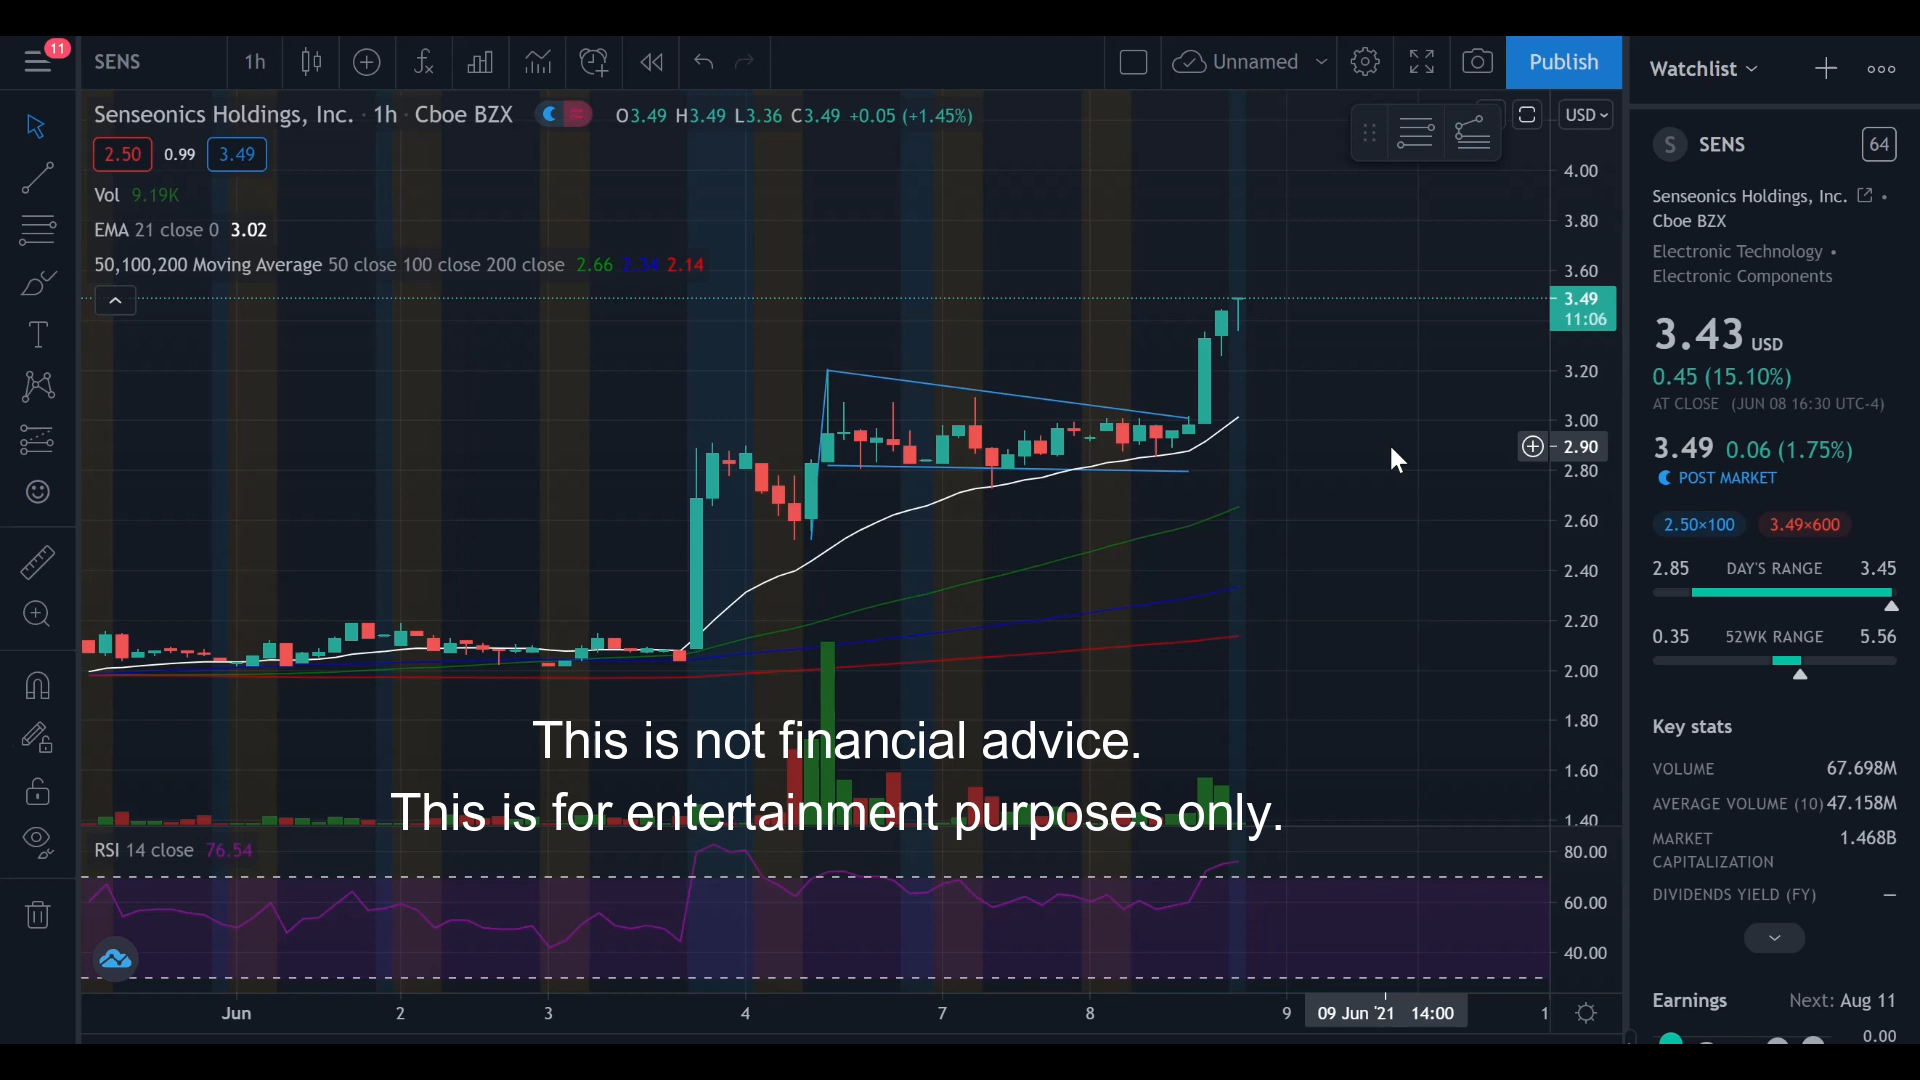 11
SENS
1h
Unnamed
Publish
Watchlist
Senseonics Holdings, Inc. · 1h · Cboe BZX
O3.49 H3.49 L3.36 C3.49 +0.05 (+1.45%)
USD
2.50 0.99 3.49
Vol 9.19K
EMA 21 close 0 3.02
50,100,200 Moving Average 50 close 100 close 200 close 2.66 2.34 2.14
4.00
3.80
3.60
3.49
11:06
3.20
3.00
2.90
2.80
2.60
2.40
2.20
2.00
1.80
1.60
1.40
This is not financial advice.
This is for entertainment purposes only.
RSI 14 close 76.54
80.00
60.00
40.00
Jun 2 3 4 7 8 9 09 Jun '21 14:00 1
S SENS 64
Senseonics Holdings, Inc. •
Cboe BZX
Electronic Technology •
Electronic Components
3.43 USD
0.45 (15.10%)
AT CLOSE (JUN 08 16:30 UTC-4)
3.49 0.06 (1.75%)
POST MARKET
2.50×100 3.49×600
2.85 DAY'S RANGE 3.45
0.35 52WK RANGE 5.56
Key stats
VOLUME 67.698M
AVERAGE VOLUME (10) 47.158M
MARKET CAPITALIZATION 1.468B
DIVIDENDS YIELD (FY) —
Earnings Next: Aug 11
0.00